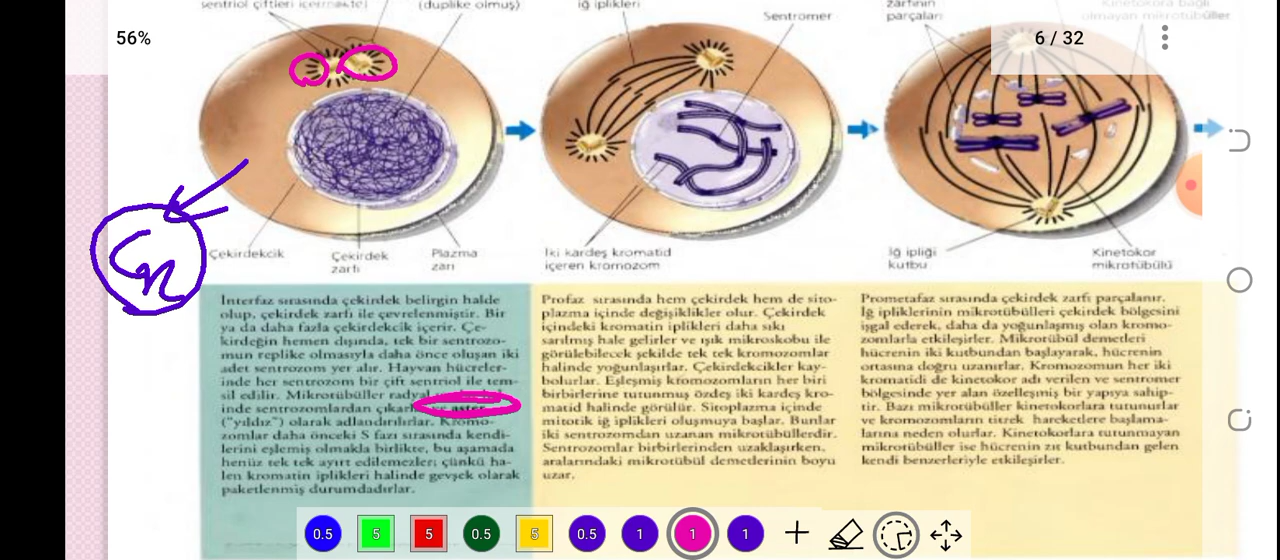 56%
6 / 32
sentriol çiftleri içermekte)
(duplike olmuş)
iğ iplikleri
Sentromer
zarfının
parçaları
Kinetokora bağlı
olmayan mikrotübüller
Çekirdekcik
Çekirdek
zarfı
Plazma
zarı
İki kardeş kromatid
içeren kromozom
İğ ipliği
kutbu
Kinetokor
mikrotübülü
İnterfaz sırasında çekirdek belirgin halde
olup, çekirdek zarfı ile çevrelenmiştir. Bir
ya da daha fazla çekirdekcik içerir. Çe-
kirdeğin hemen dışında, tek bir sentrozo-
mun replike olmasıyla daha önce oluşan iki
adet sentrozom yer alır. Hayvan hücreler-
inde her sentrozom bir çift sentriol ile tem-
sil edilir. Mikrotübüller radyal
inde sentrozomlardan çıkarlar ve aster
("yıldız") olarak adlandırılırlar. Kromo-
zomlar daha önceki S fazı sırasında kendi-
lerini eşlemiş olmakla birlikte, bu aşamada
henüz tek tek ayırt edilemezler; çünkü ha-
len kromatin iplikleri halinde gevşek olarak
paketlenmiş durumdadırlar.
Profaz sırasında hem çekirdek hem de sito-
plazma içinde değişiklikler olur. Çekirdek
içindeki kromatin iplikleri daha sıkı
sarılmış hale gelirler ve ışık mikroskobu ile
görülebilecek şekilde tek tek kromozomlar
halinde yoğunlaşırlar. Çekirdekcikler kay-
bolurlar. Eşleşmiş kromozomların her biri
birbirlerine tutunmuş özdeş iki kardeş kro-
matid halinde görülür. Sitoplazma içinde
mitotik iğ iplikleri oluşmuya başlar. Bunlar
iki sentrozomdan uzanan mikrotübüllerdir.
Sentrozomlar birbirlerinden uzaklaşırken,
aralarındaki mikrotübül demetlerinin boyu
uzar.
Prometafaz sırasında çekirdek zarfı parçalanır.
İğ ipliklerinin mikrotübülleri çekirdek bölgesini
işgal ederek, daha da yoğunlaşmış olan kromo-
zomlarla etkileşirler. Mikrotübül demetleri
hücrenin iki kutbundan başlayarak, hücrenin
ortasına doğru uzanırlar. Kromozomun her iki
kromatidi de kinetokor adı verilen ve sentromer
bölgesinde yer alan özelleşmiş bir yapıya sahip-
tir. Bazı mikrotübüller kinetokorlara tutunurlar
ve kromozomların titrek hareketlere başlama-
larına neden olurlar. Kinetokorlara tutunmayan
mikrotübüller ise hücrenin zıt kutbundan gelen
kendi benzerleriyle etkileşirler.
0.5 5 5 0.5 5 0.5 1 1 1